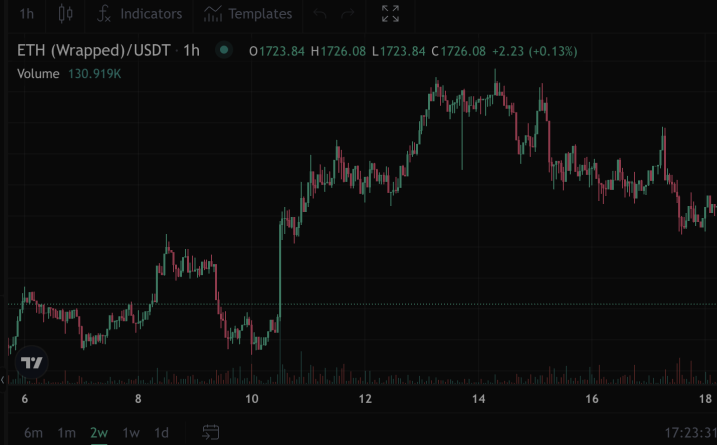 1h Indicators Templates
ETH (Wrapped)/USDT · 1h O1723.84 H1726.08 L1723.84 C1726.08 +2.23 (+0.13%)
Volume 130.919K
6 8 10 12 14 16 18
6m 1m 2w 1w 1d 17:23:31